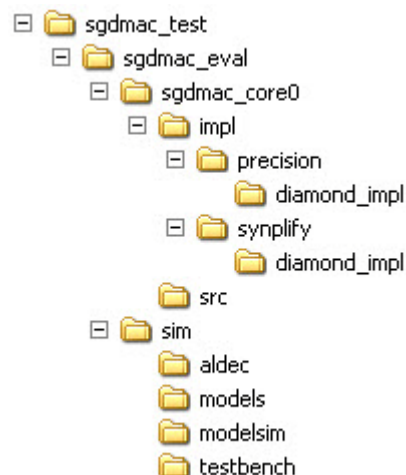 sgdmac_test
sgdmac_eval
sgdmac_core0
impl
precision
diamond_impl
synplify
diamond_impl
src
sim
aldec
models
modelsim
testbench